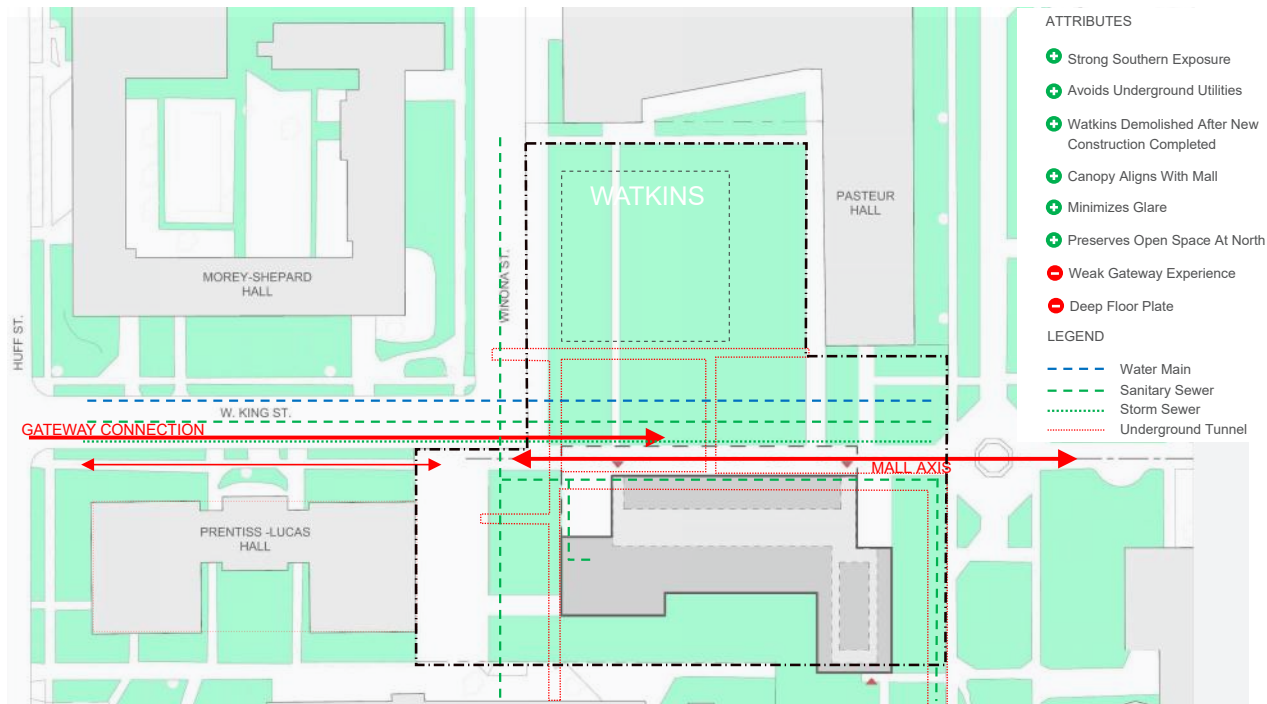 ATTRIBUTES
Strong Southern Exposure
Avoids Underground Utilities
Watkins Demolished After New
Construction Completed
Canopy Aligns With Mall
Minimizes Glare
Preserves Open Space At North
Weak Gateway Experience
Deep Floor Plate
LEGEND
Water Main
Sanitary Sewer
Storm Sewer
Underground Tunnel
WATKINS
PASTEUR
HALL
MOREY-SHEPARD
HALL
WINONA ST.
HUFF ST.
W. KING ST.
GATEWAY CONNECTION
MALL AXIS
PRENTISS -LUCAS
HALL